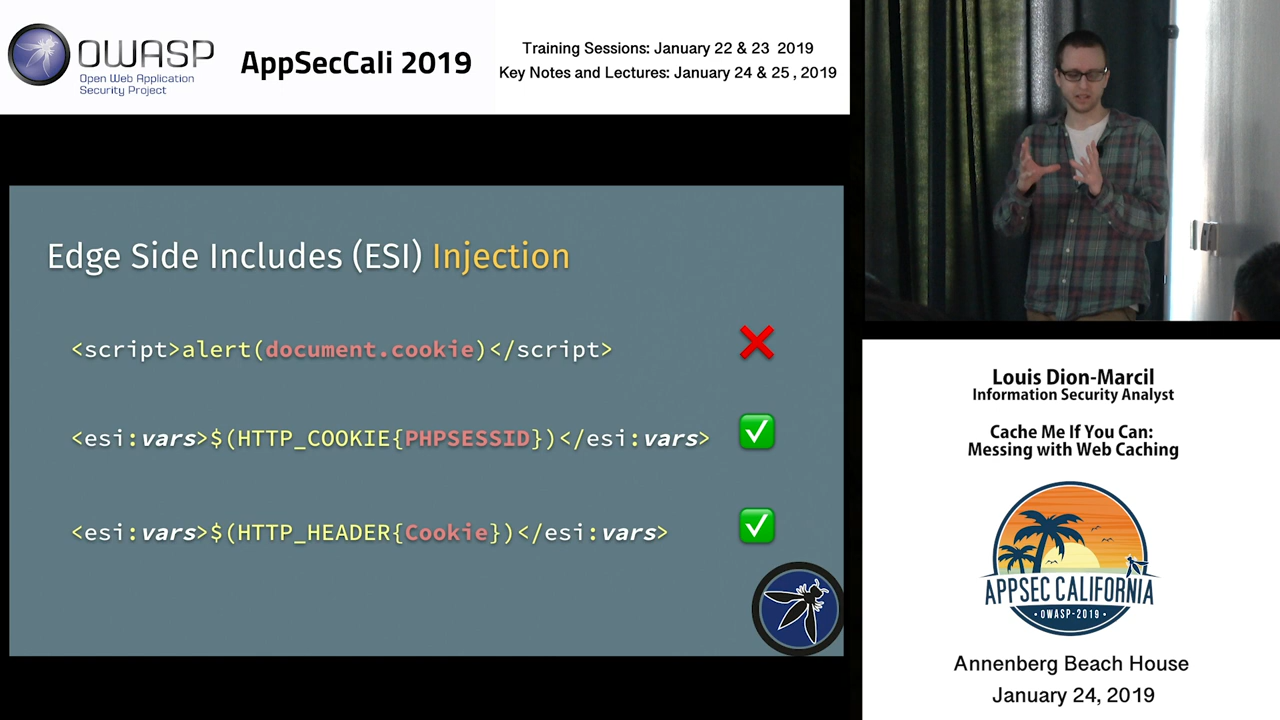 OWASP
Open Web Application
Security Project
AppSecCali 2019
Training Sessions: January 22 & 23 2019
Key Notes and Lectures: January 24 & 25 , 2019
Edge Side Includes (ESI) Injection
<script>alert(document.cookie)</script>
<esi:vars>$(HTTP_COOKIE{PHPSESSID})</esi:vars>
<esi:vars>$(HTTP_HEADER{Cookie})</esi:vars>
Louis Dion-Marcil
Information Security Analyst
Cache Me If You Can:
Messing with Web Caching
APPSEC CALIFORNIA
• OWASP-2019 •
Annenberg Beach House
January 24, 2019